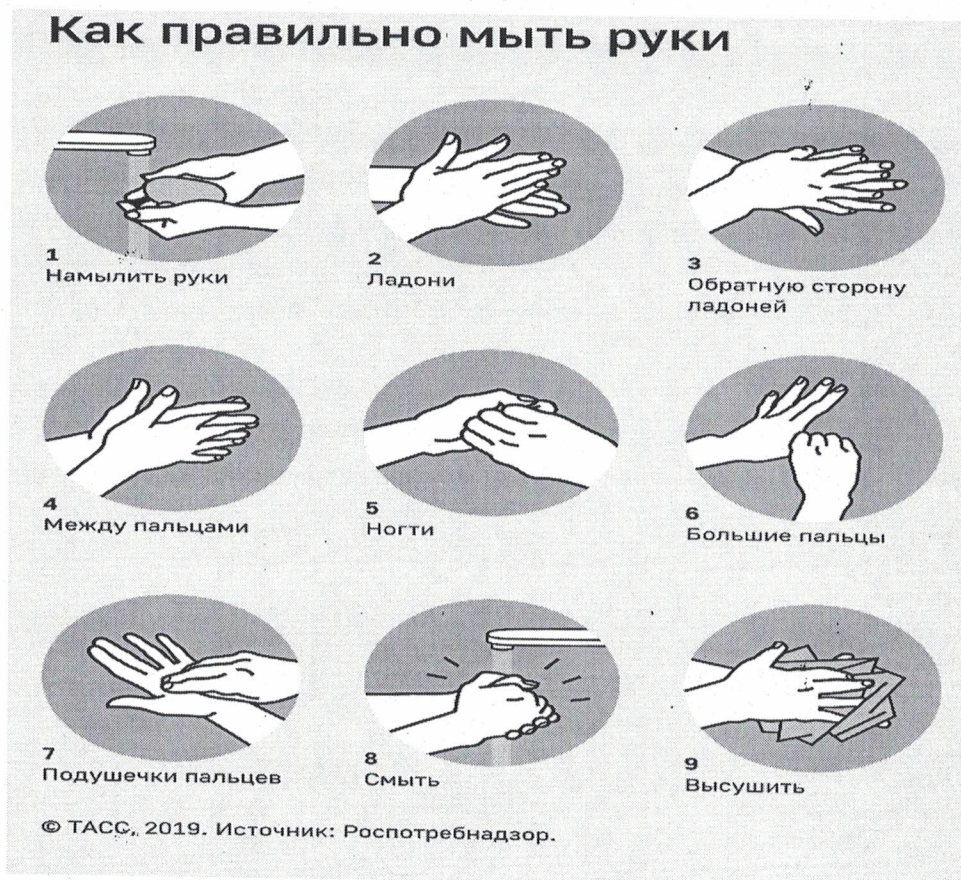 Как правильно мыть руки
1
Намылить руки
2
Ладони
3
Обратную сторону
ладоней
4
Между пальцами
5
Ногти
6
Большие пальцы
7
Подушечки пальцев
8
Смыть
9
Высушить
© ТАСС, 2019. Источник: Роспотребнадзор.